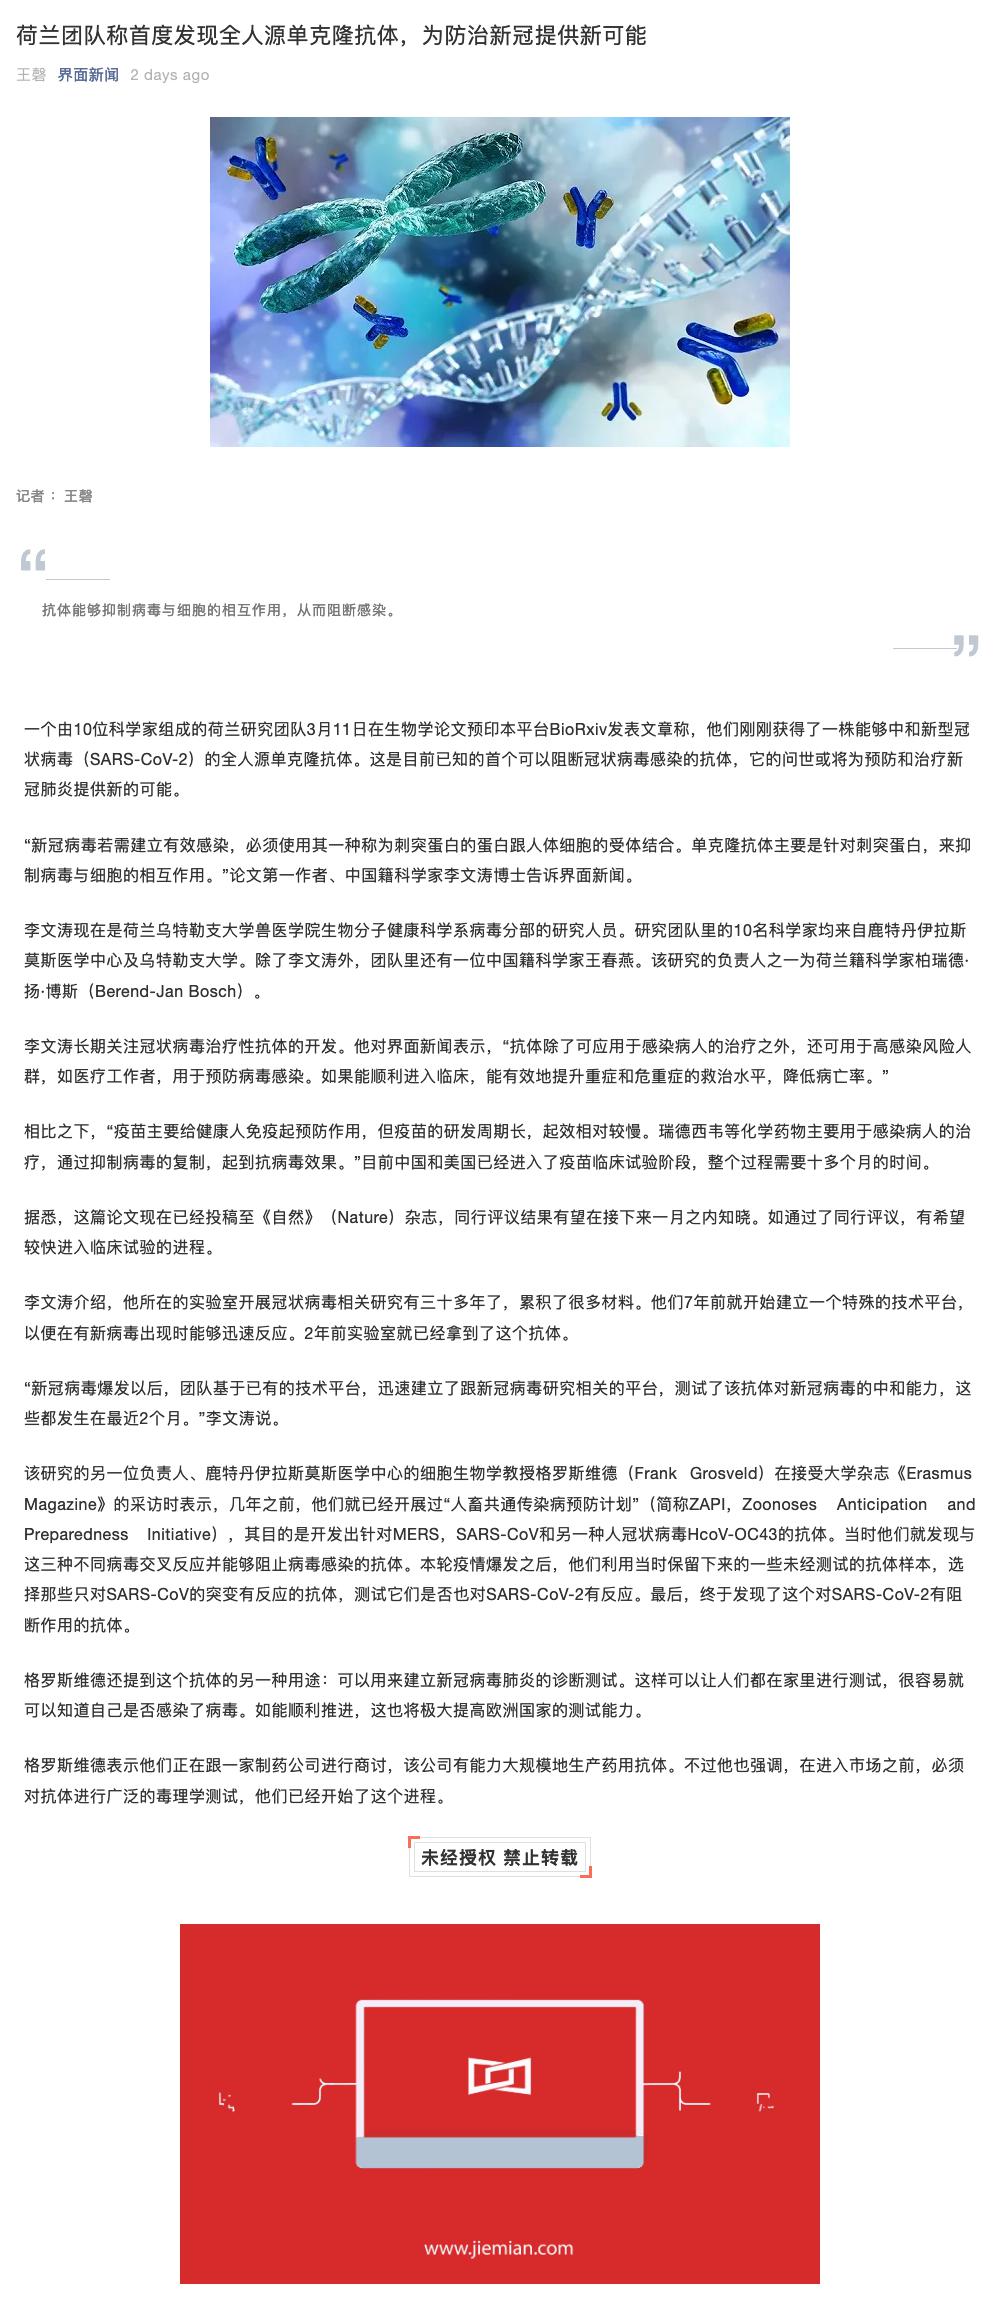 荷兰团队称首度发现全人源单克隆抗体，为防治新冠提供新可能
王磬 界面新闻 2 days ago
记者： 王磬
“
抗体能够抑制病毒与细胞的相互作用，从而阻断感染。
”
一个由10位科学家组成的荷兰研究团队3月11日在生物学论文预印本平台BioRxiv发表文章称，他们刚刚获得了一株能够中和新型冠
状病毒（SARS-CoV-2）的全人源单克隆抗体。这是目前已知的首个可以阻断冠状病毒感染的抗体，它的问世或将为预防和治疗新
冠肺炎提供新的可能。
“新冠病毒若需建立有效感染，必须使用其一种称为刺突蛋白的蛋白跟人体细胞的受体结合。单克隆抗体主要是针对刺突蛋白，来抑
制病毒与细胞的相互作用。”论文第一作者、中国籍科学家李文涛博士告诉界面新闻。
李文涛现在是荷兰乌特勒支大学兽医学院生物分子健康科学系病毒分部的研究人员。研究团队里的10名科学家均来自鹿特丹伊拉斯
莫斯医学中心及乌特勒支大学。除了李文涛外，团队里还有一位中国籍科学家王春燕。该研究的负责人之一为荷兰籍科学家柏瑞德·
扬·博斯（Berend-Jan Bosch）。
李文涛长期关注冠状病毒治疗性抗体的开发。他对界面新闻表示，“抗体除了可应用于感染病人的治疗之外，还可用于高感染风险人
群，如医疗工作者，用于预防病毒感染。如果能顺利进入临床，能有效地提升重症和危重症的救治水平，降低病亡率。”
相比之下，“疫苗主要给健康人免疫起预防作用，但疫苗的研发周期长，起效相对较慢。瑞德西韦等化学药物主要用于感染病人的治
疗，通过抑制病毒的复制，起到抗病毒效果。”目前中国和美国已经进入了疫苗临床试验阶段，整个过程需要十多个月的时间。
据悉，这篇论文现在已经投稿至《自然》（Nature）杂志，同行评议结果有望在接下来一月之内知晓。如通过了同行评议，有希望
较快进入临床试验的进程。
李文涛介绍，他所在的实验室开展冠状病毒相关研究有三十多年了，累积了很多材料。他们7年前就开始建立一个特殊的技术平台，
以便在有新病毒出现时能够迅速反应。2年前实验室就已经拿到了这个抗体。
“新冠病毒爆发以后，团队基于已有的技术平台，迅速建立了跟新冠病毒研究相关的平台，测试了该抗体对新冠病毒的中和能力，这
些都发生在最近2个月。”李文涛说。
该研究的另一位负责人、鹿特丹伊拉斯莫斯医学中心的细胞生物学教授格罗斯维德（Frank Grosveld）在接受大学杂志《Erasmus
Magazine》的采访时表示，几年之前，他们就已经开展过“人畜共通传染病预防计划”（简称ZAPI，Zoonoses Anticipation and
Preparedness Initiative），其目的是开发出针对MERS，SARS-CoV和另一种人冠状病毒HcoV-OC43的抗体。当时他们就发现与
这三种不同病毒交叉反应并能够阻止病毒感染的抗体。本轮疫情爆发之后，他们利用当时保留下来的一些未经测试的抗体样本，选
择那些只对SARS-CoV的突变有反应的抗体，测试它们是否也对SARS-CoV-2有反应。最后，终于发现了这个对SARS-CoV-2有阻
断作用的抗体。
格罗斯维德还提到这个抗体的另一种用途：可以用来建立新冠病毒肺炎的诊断测试。这样可以让人们都在家里进行测试，很容易就
可以知道自己是否感染了病毒。如能顺利推进，这也将极大提高欧洲国家的测试能力。
格罗斯维德表示他们正在跟一家制药公司进行商讨，该公司有能力大规模地生产药用抗体。不过他也强调，在进入市场之前，必须
对抗体进行广泛的毒理学测试，他们已经开始了这个进程。
未经授权 禁止转载
www.jiemian.com